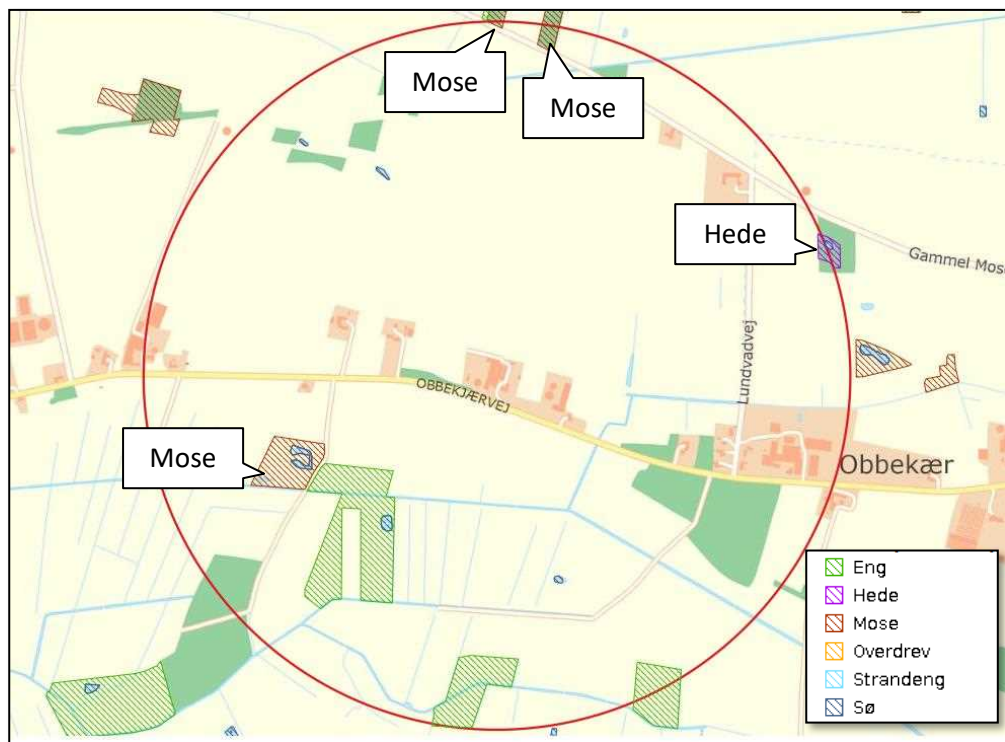 Mose
Mose
Hede
Gammel Mos
Lundvadvej
OBBEKJÆRVEJ
Mose
Obbekær
Eng
Hede
Mose
Overdrev
Strandeng
Sø